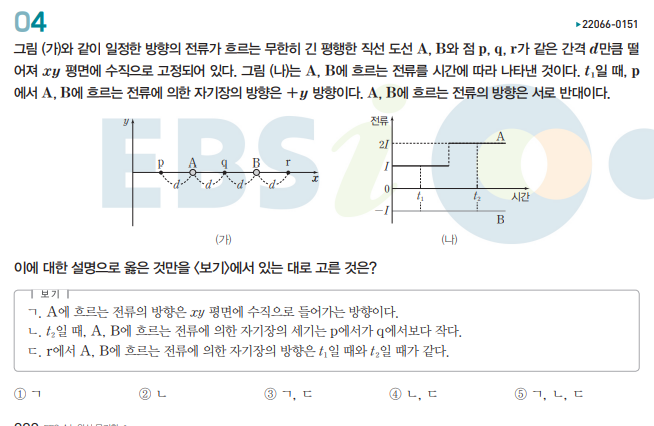 04
▶22066-0151
그림 (가)와 같이 일정한 방향의 전류가 흐르는 무한히 긴 평행한 직선 도선 A, B와 점 p, q, r가 같은 간격 d만큼 떨
어져 xy 평면에 수직으로 고정되어 있다. 그림 (나)는 A, B에 흐르는 전류를 시간에 따라 나타낸 것이다. t₁일 때, p
에서 A, B에 흐르는 전류에 의한 자기장의 방향은 +y 방향이다. A, B에 흐르는 전류의 방향은 서로 반대이다.
EBSi
y
p A q B r
x
d d d d
(가)
전류
2I
I
0
-I
A
B
t₁ t₂ 시간
(나)
이에 대한 설명으로 옳은 것만을 <보기>에서 있는 대로 고른 것은?
보기
ㄱ. A에 흐르는 전류의 방향은 xy 평면에 수직으로 들어가는 방향이다.
ㄴ. t₂일 때, A, B에 흐르는 전류에 의한 자기장의 세기는 p에서가 q에서보다 작다.
ㄷ. r에서 A, B에 흐르는 전류에 의한 자기장의 방향은 t₁일 때와 t₂일 때가 같다.
① ㄱ ② ㄴ ③ ㄱ, ㄷ ④ ㄴ, ㄷ ⑤ ㄱ, ㄴ, ㄷ